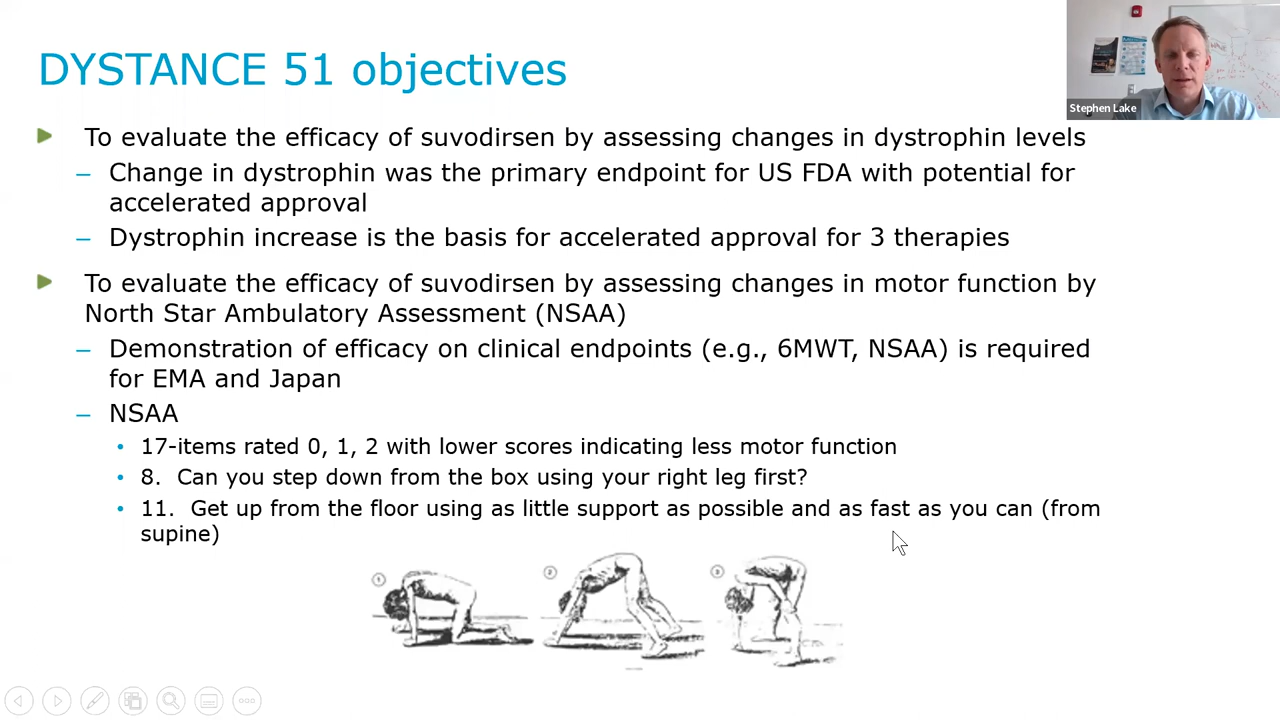 DYSTANCE 51 objectives
Stephen Lake
To evaluate the efficacy of suvodirsen by assessing changes in dystrophin levels
– Change in dystrophin was the primary endpoint for US FDA with potential for
accelerated approval
– Dystrophin increase is the basis for accelerated approval for 3 therapies
To evaluate the efficacy of suvodirsen by assessing changes in motor function by
North Star Ambulatory Assessment (NSAA)
– Demonstration of efficacy on clinical endpoints (e.g., 6MWT, NSAA) is required
for EMA and Japan
– NSAA
• 17-items rated 0, 1, 2 with lower scores indicating less motor function
• 8. Can you step down from the box using your right leg first?
• 11. Get up from the floor using as little support as possible and as fast as you can (from
supine)
1 2 3